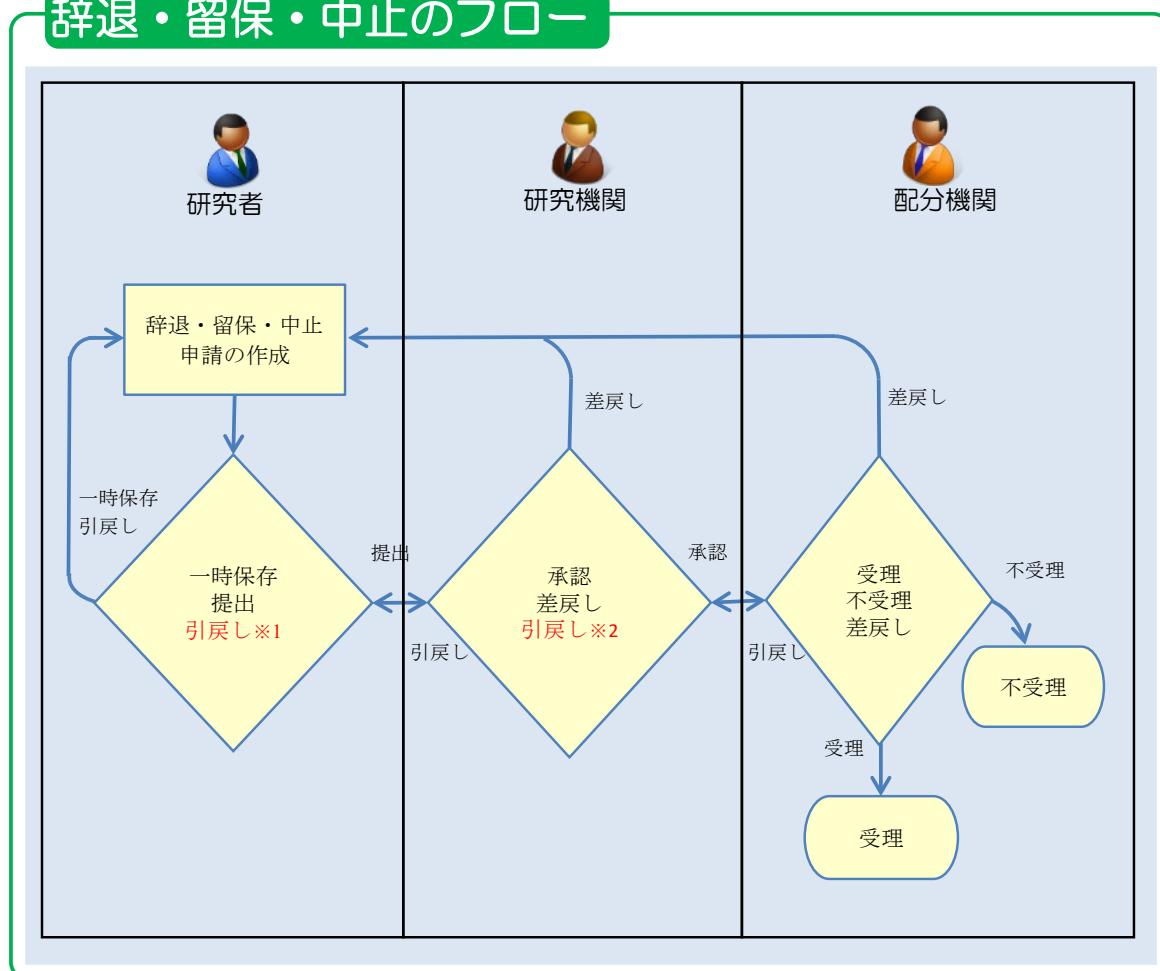 辞退・留保・中止のフロー
研究者
研究機関
配分機関
辞退・留保・中止
申請の作成
差戻し
差戻し
一時保存
引戻し
提出
承認
不受理
一時保存
提出
引戻し※1
承認
差戻し
引戻し※2
受理
不受理
差戻し
引戻し
引戻し
不受理
受理
受理